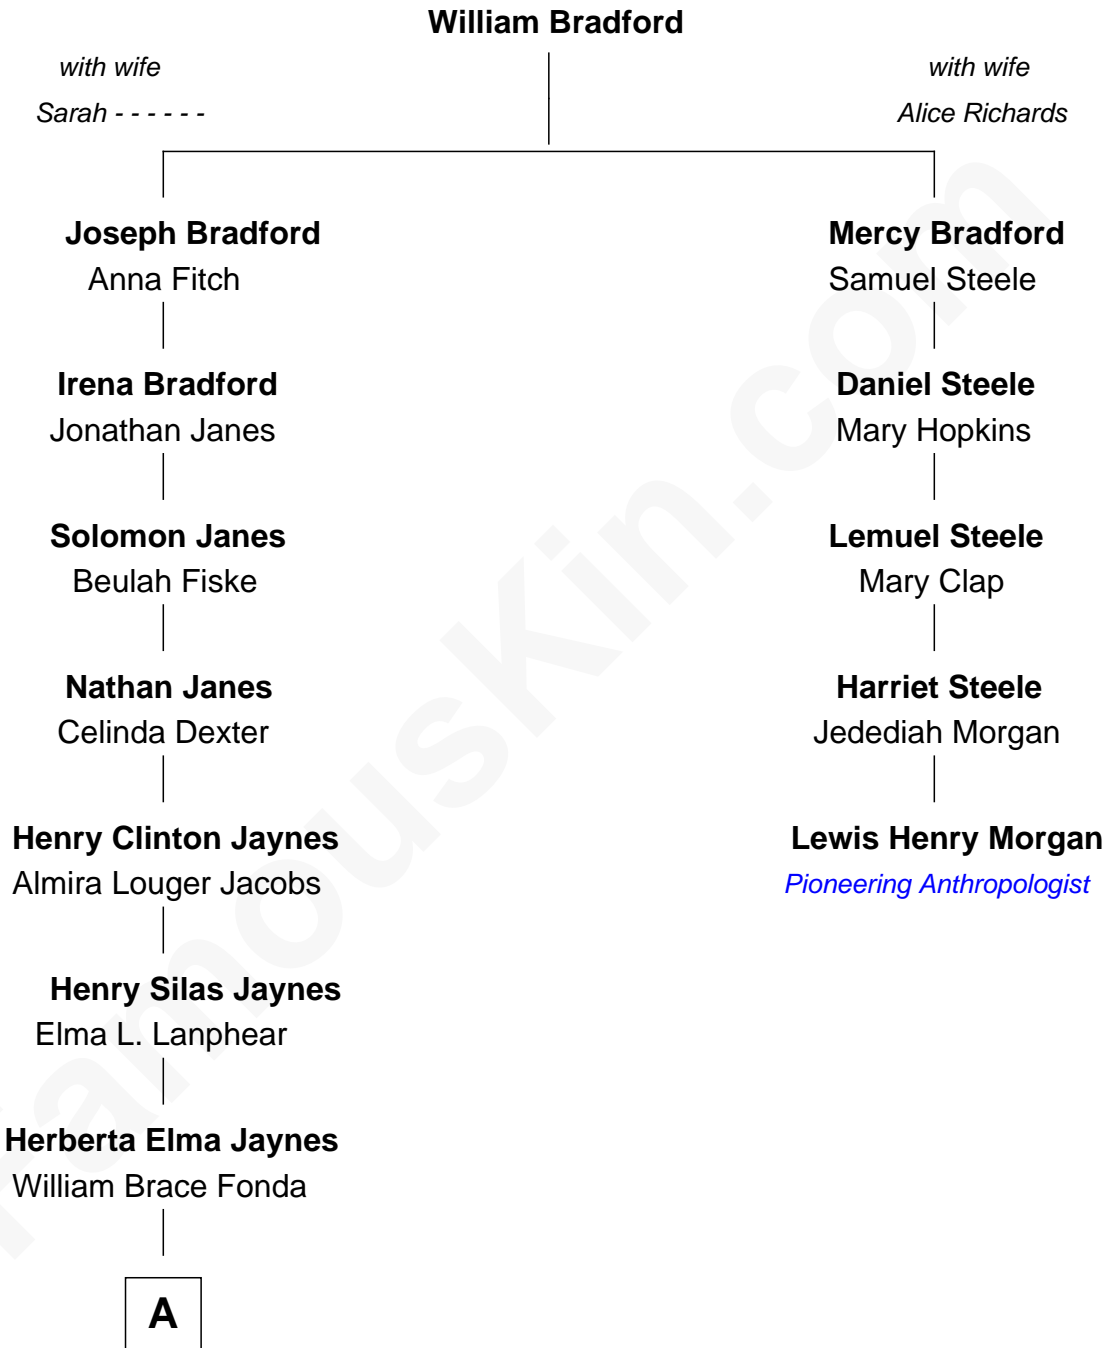 William Bradford
with wife
Sarah - - - - - -
with wife
Alice Richards
Joseph Bradford
Anna Fitch
Mercy Bradford
Samuel Steele
Irena Bradford
Jonathan Janes
Daniel Steele
Mary Hopkins
Solomon Janes
Beulah Fiske
Lemuel Steele
Mary Clap
Nathan Janes
Celinda Dexter
Harriet Steele
Jedediah Morgan
Henry Clinton Jaynes
Almira Louger Jacobs
Lewis Henry Morgan
Pioneering Anthropologist
Henry Silas Jaynes
Elma L. Lanphear
Herberta Elma Jaynes
William Brace Fonda
A
FamousKin.com